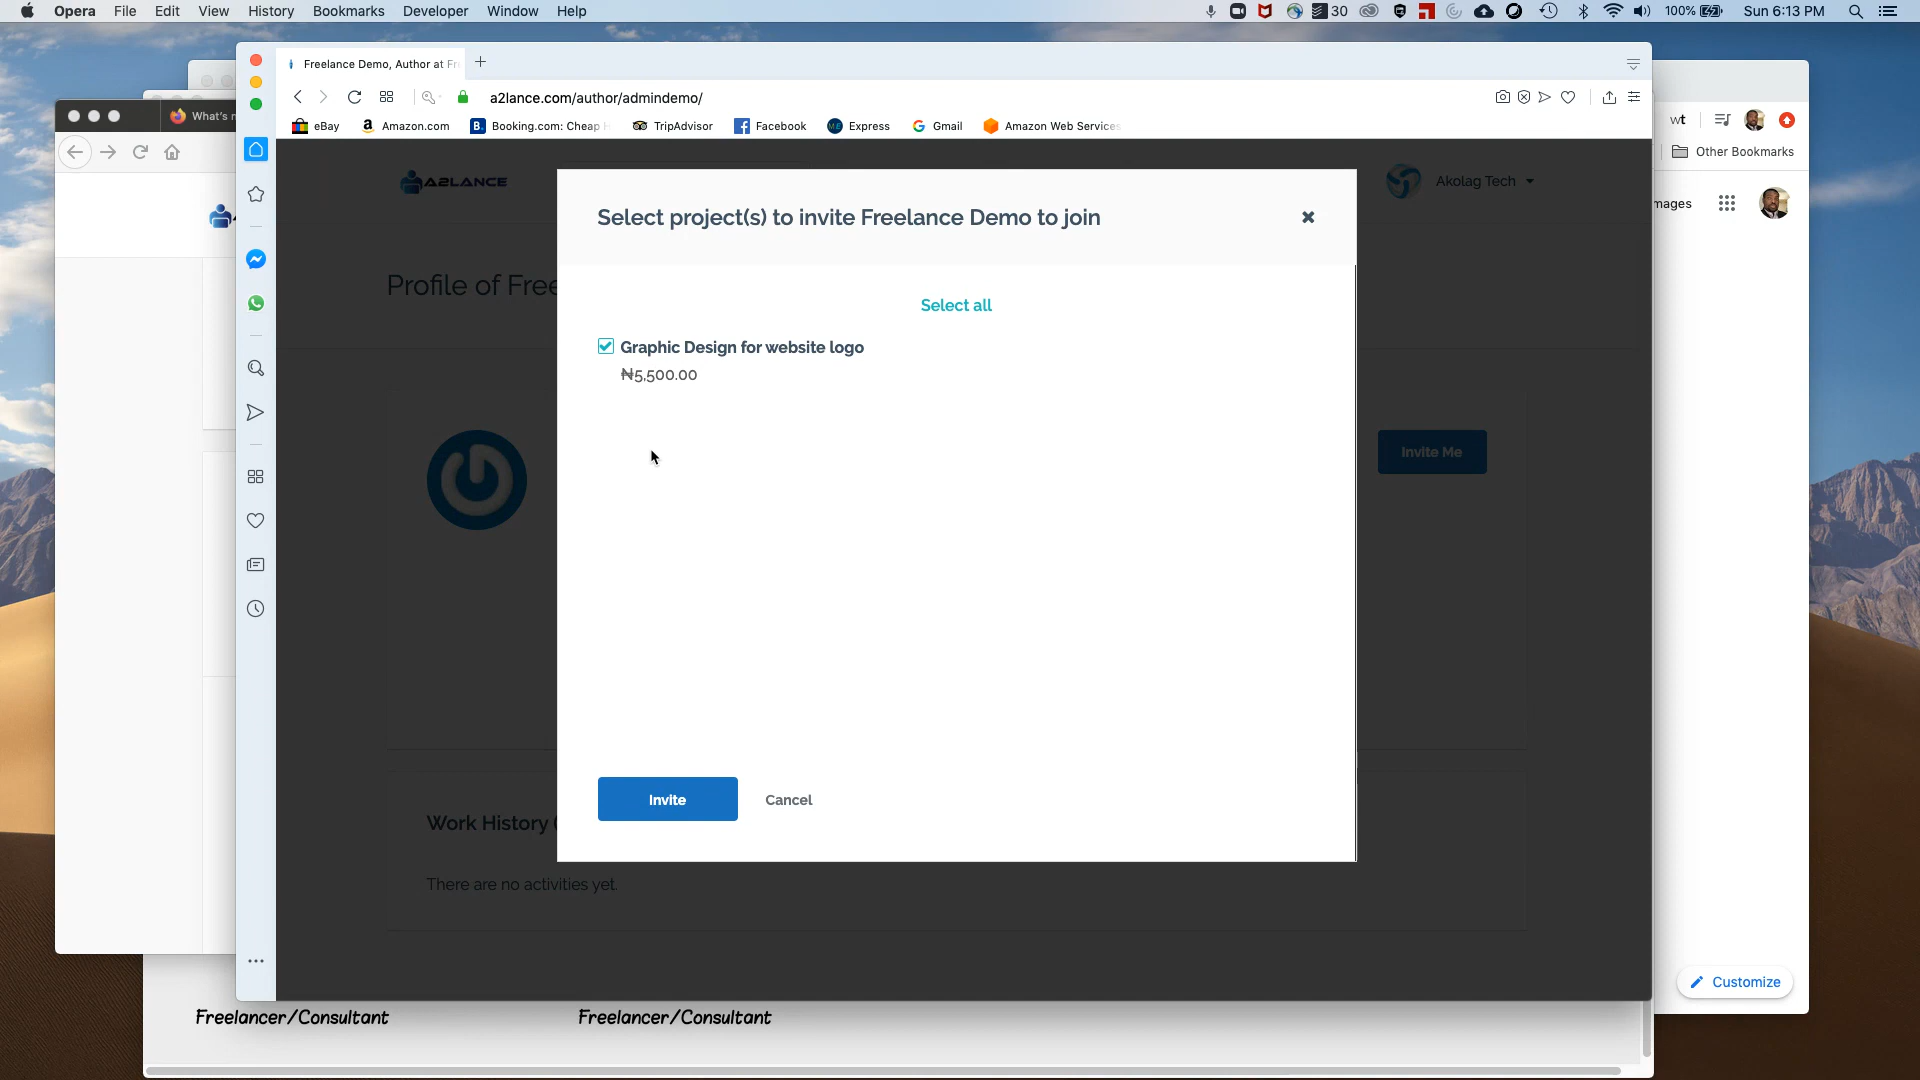 Opera File Edit View History Bookmarks Developer Window Help
30 100% Sun 6:13 PM
Freelance Demo, Author at Fr
a2lance.com/author/admindemo/
eBay Amazon.com Booking.com: Cheap TripAdvisor Facebook Express Gmail Amazon Web Services
What's
wt
Other Bookmarks
mages
A2LANCE
Akolag Tech
Profile of Free
Select project(s) to invite Freelance Demo to join
Select all
Graphic Design for website logo
₦5,500.00
Invite Me
Invite Cancel
Work History (
There are no activities yet.
Customize
Freelancer/Consultant Freelancer/Consultant